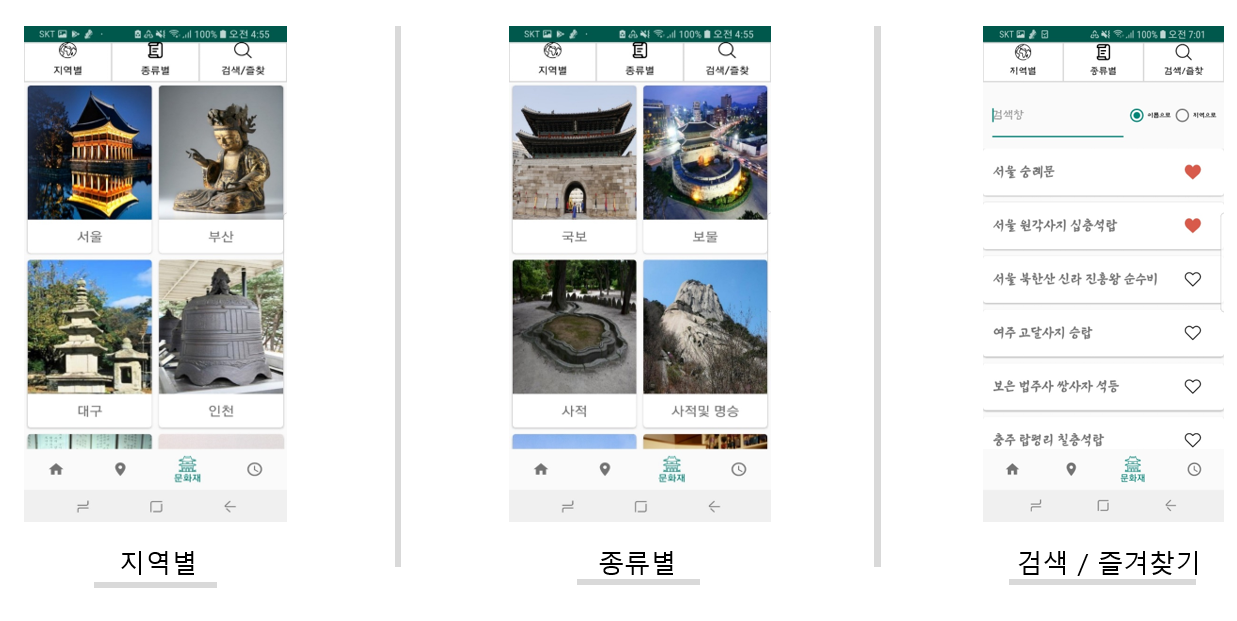 SKT 100% 오전 4:55
지역별 종류별 검색/즐찾
서울 부산
대구 인천
문화재
지역별
SKT 100% 오전 4:55
지역별 종류별 검색/즐찾
국보 보물
사적 사적및 명승
문화재
종류별
SKT 100% 오전 7:01
지역별 종류별 검색/즐찾
검색창 이름으로 지역으로
서울 숭례문
서울 원각사지 십층석탑
서울 북한산 신라 진흥왕 순수비
여주 고달사지 승탑
보은 법주사 쌍사자 석등
충주 탑평리 칠층석탑
문화재
검색 / 즐겨찾기